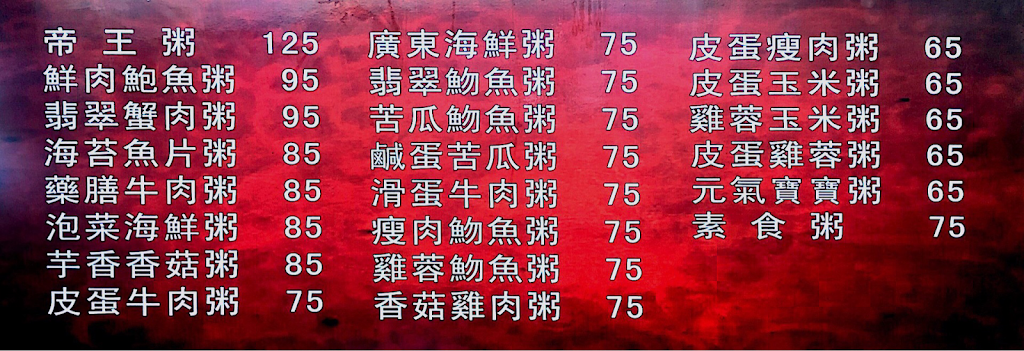 帝王粥 125
鮮肉鮑魚粥 95
翡翠蟹肉粥 95
海苔魚片粥 85
藥膳牛肉粥 85
泡菜海鮮粥 85
芋香香菇粥 85
皮蛋牛肉粥 75
廣東海鮮粥 75
翡翠魩魚粥 75
苦瓜魩魚粥 75
鹹蛋苦瓜粥 75
滑蛋牛肉粥 75
瘦肉魩魚粥 75
雞蓉魩魚粥 75
香菇雞肉粥 75
皮蛋瘦肉粥 65
皮蛋玉米粥 65
雞蓉玉米粥 65
皮蛋雞蓉粥 65
元氣寶寶粥 65
素食粥 75